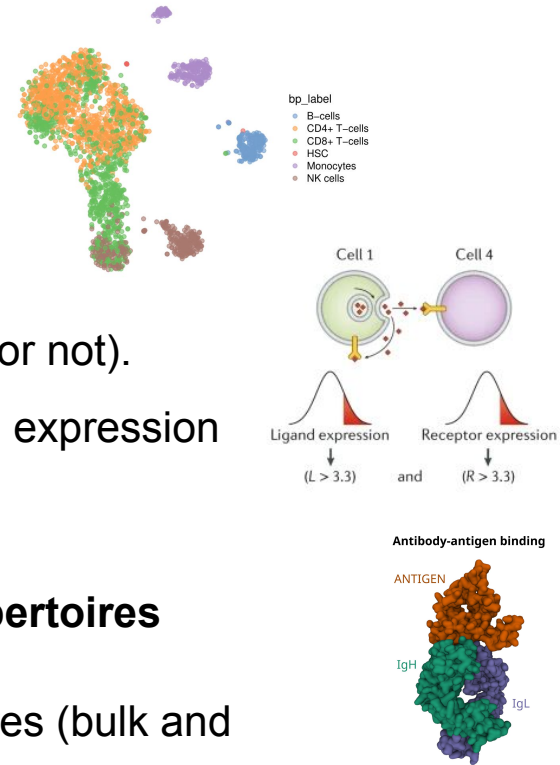 bp_label
B−cells
CD4+ T−cells
CD8+ T−cells
HSC
Monocytes
NK cells
Cell 1
Cell 4
or not).
expression
Ligand expression
Receptor expression
(L > 3.3)
and
(R > 3.3)
Antibody-antigen binding
ANTIGEN
IgH
IgL
pertoires
es (bulk and